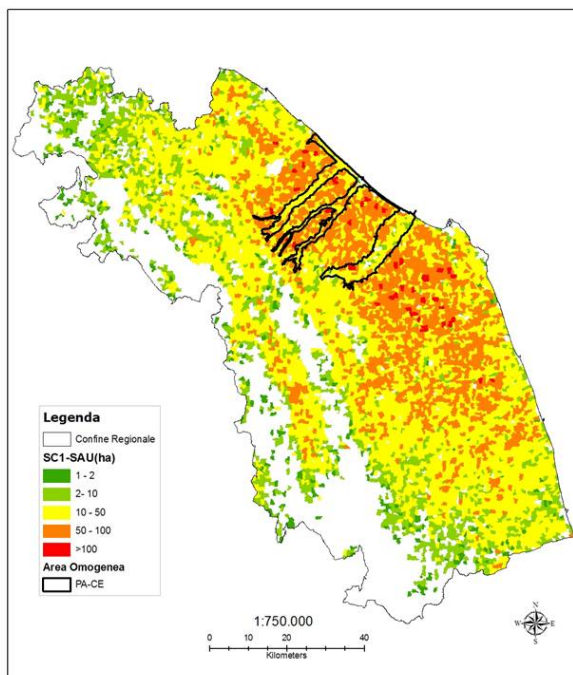 Legenda
Confine Regionale
SC1-SAU(ha)
1 - 2
2- 10
10 - 50
50 - 100
>100
Area Omogenea
PA-CE
1:750.000
0 10 20 40
Kilometers
N
W E
S